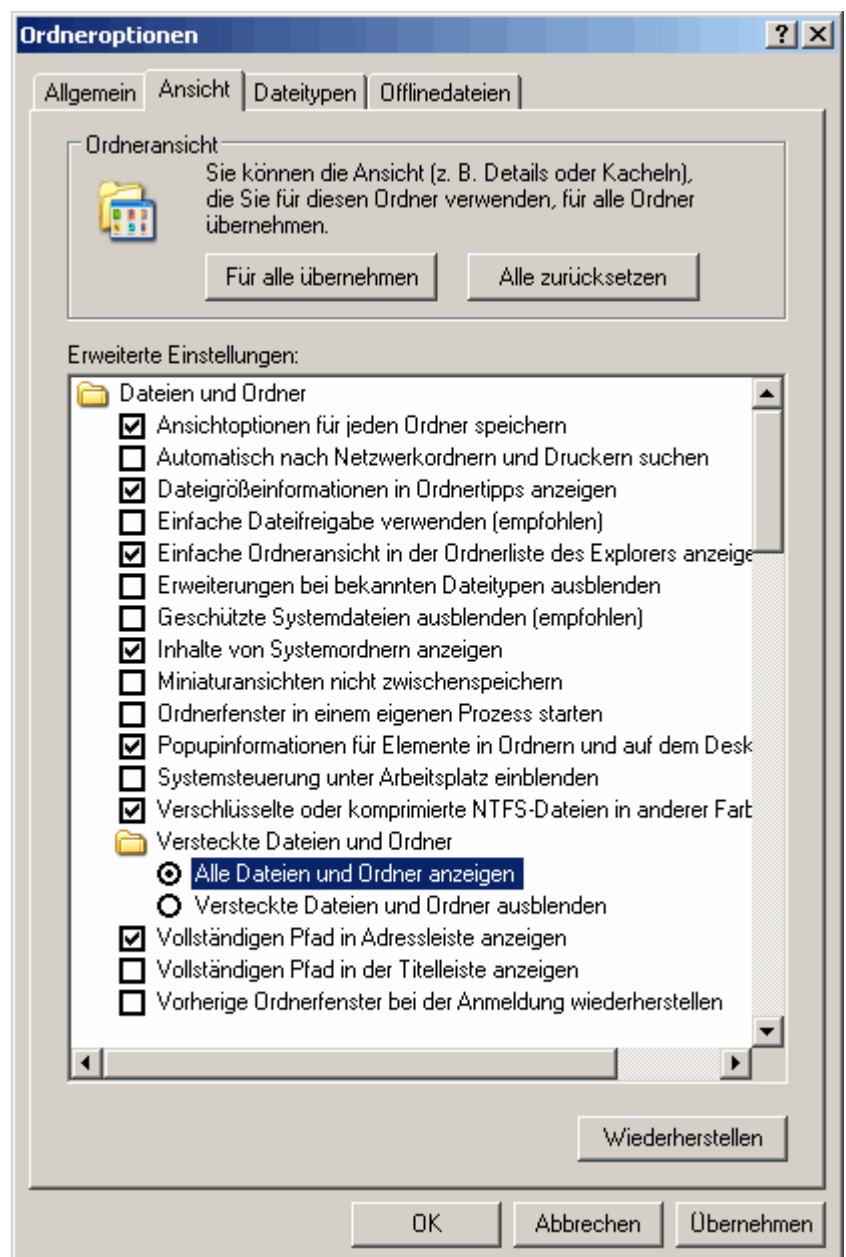 Ordneroptionen
Allgemein Ansicht Dateitypen Offlinedateien
Ordneransicht
Sie können die Ansicht (z. B. Details oder Kacheln),
die Sie für diesen Ordner verwenden, für alle Ordner
übernehmen.
Für alle übernehmen Alle zurücksetzen
Erweiterte Einstellungen:
Dateien und Ordner
Ansichtoptionen für jeden Ordner speichern
Automatisch nach Netzwerkordnern und Druckern suchen
Dateigrößeinformationen in Ordnertipps anzeigen
Einfache Dateifreigabe verwenden (empfohlen)
Einfache Ordneransicht in der Ordnerliste des Explorers anzeige
Erweiterungen bei bekannten Dateitypen ausblenden
Geschützte Systemdateien ausblenden (empfohlen)
Inhalte von Systemordnern anzeigen
Miniaturansichten nicht zwischenspeichern
Ordnerfenster in einem eigenen Prozess starten
Popupinformationen für Elemente in Ordnern und auf dem Desk
Systemsteuerung unter Arbeitsplatz einblenden
Verschlüsselte oder komprimierte NTFS-Dateien in anderer Farb
Versteckte Dateien und Ordner
Alle Dateien und Ordner anzeigen
Versteckte Dateien und Ordner ausblenden
Vollständigen Pfad in Adressleiste anzeigen
Vollständigen Pfad in der Titelleiste anzeigen
Vorherige Ordnerfenster bei der Anmeldung wiederherstellen
Wiederherstellen
OK Abbrechen Übernehmen